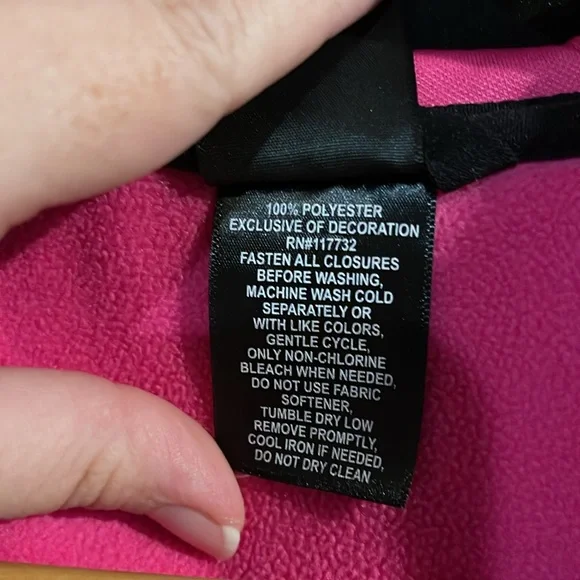 100% POLYESTER
EXCLUSIVE OF DECORATION
RN#117732
FASTEN ALL CLOSURES
BEFORE WASHING,
MACHINE WASH COLD
SEPARATELY OR
WITH LIKE COLORS,
GENTLE CYCLE,
ONLY NON-CHLORINE
BLEACH WHEN NEEDED,
DO NOT USE FABRIC
SOFTENER,
TUMBLE DRY LOW
REMOVE PROMPTLY,
COOL IRON IF NEEDED,
DO NOT DRY CLEAN